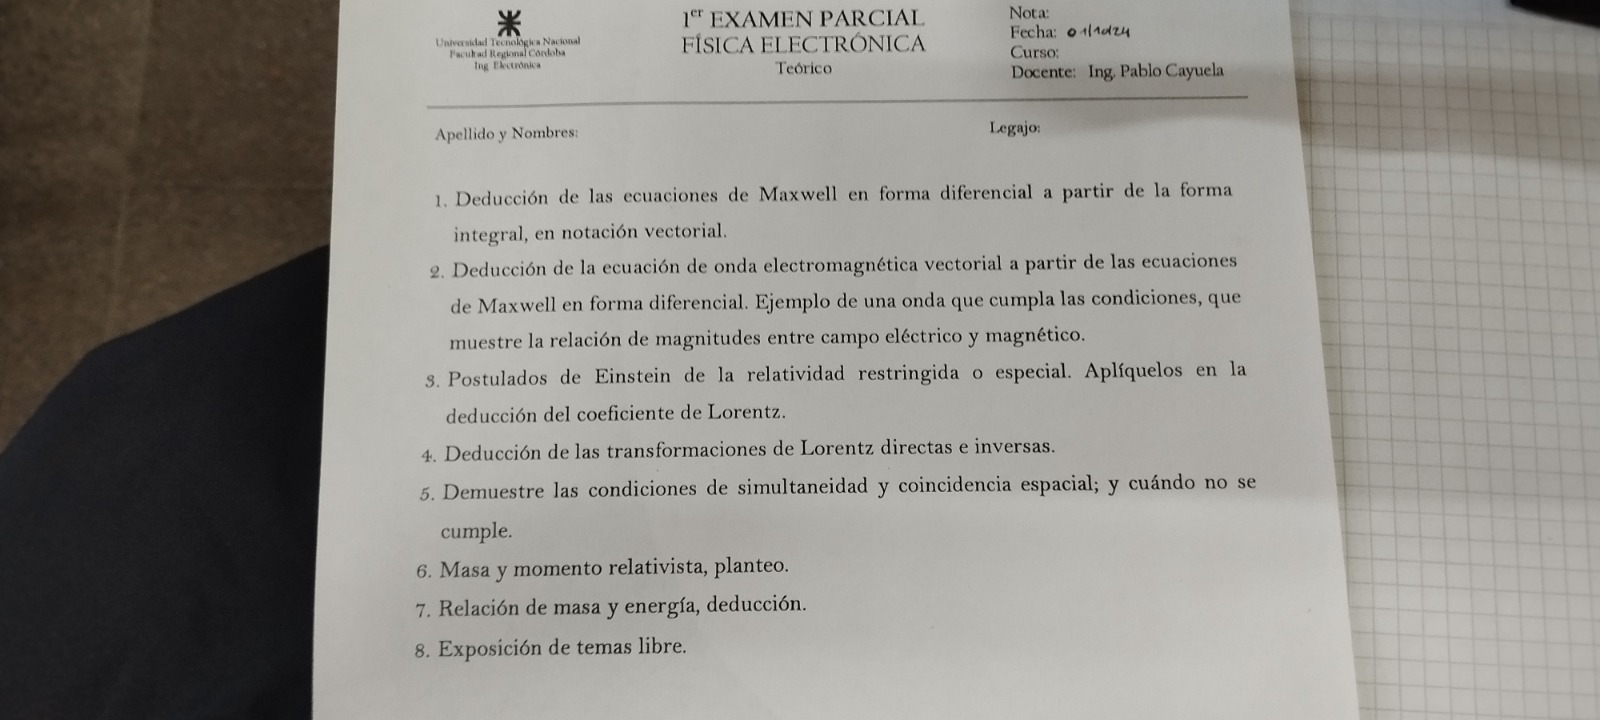 Universidad Tecnológica Nacional
Facultad Regional Córdoba
Ing. Electrónica
1er EXAMEN PARCIAL
FÍSICA ELECTRÓNICA
Teórico
Nota:
Fecha: 01/10/24
Curso:
Docente: Ing. Pablo Cayuela
Apellido y Nombres:
Legajo:
1. Deducción de las ecuaciones de Maxwell en forma diferencial a partir de la forma
integral, en notación vectorial.
2. Deducción de la ecuación de onda electromagnética vectorial a partir de las ecuaciones
de Maxwell en forma diferencial. Ejemplo de una onda que cumpla las condiciones, que
muestre la relación de magnitudes entre campo eléctrico y magnético.
3. Postulados de Einstein de la relatividad restringida o especial. Aplíquelos en la
deducción del coeficiente de Lorentz.
4. Deducción de las transformaciones de Lorentz directas e inversas.
5. Demuestre las condiciones de simultaneidad y coincidencia espacial; y cuándo no se
cumple.
6. Masa y momento relativista, planteo.
7. Relación de masa y energía, deducción.
8. Exposición de temas libre.